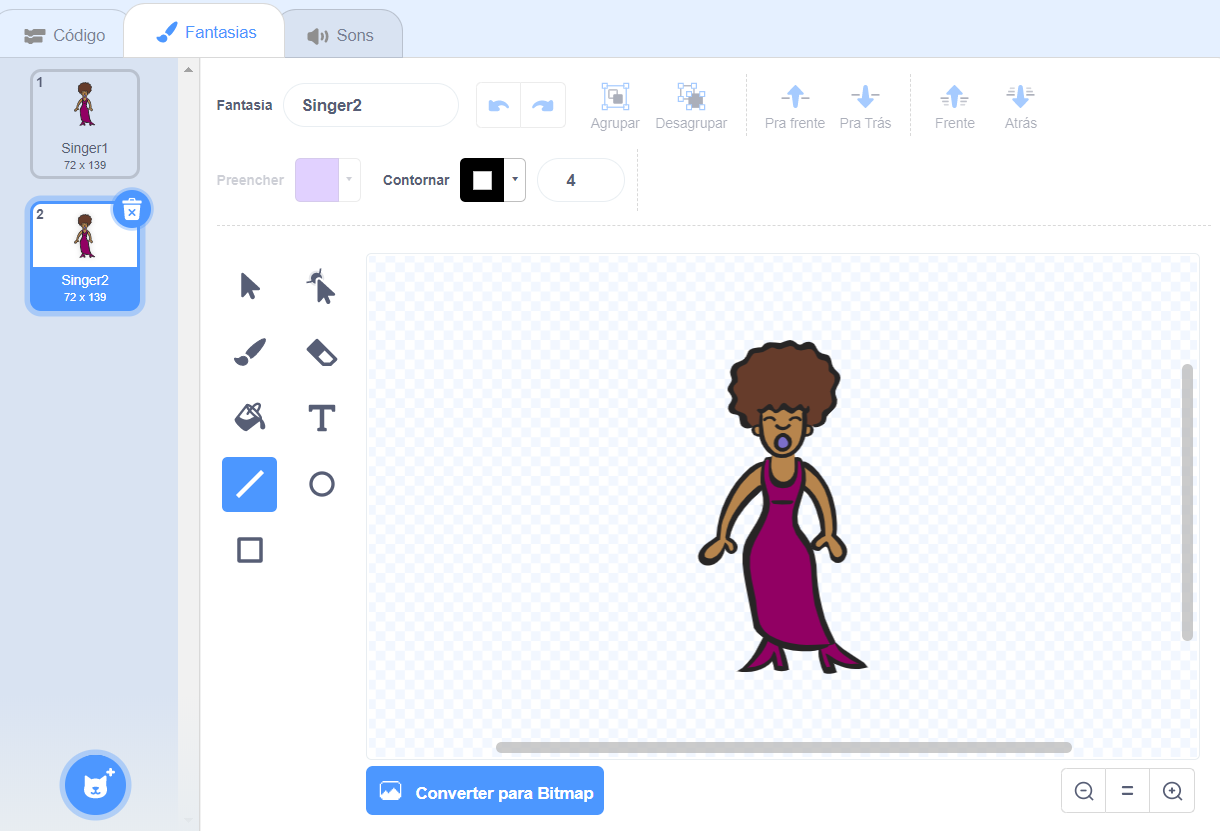 Código
Fantasias
Sons
1
Singer1
72 x 139
2
Singer2
72 x 139
Fantasia
Singer2
Agrupar
Desagrupar
Pra frente
Pra Trás
Frente
Atrás
Preencher
Contornar
4
T
Converter para Bitmap